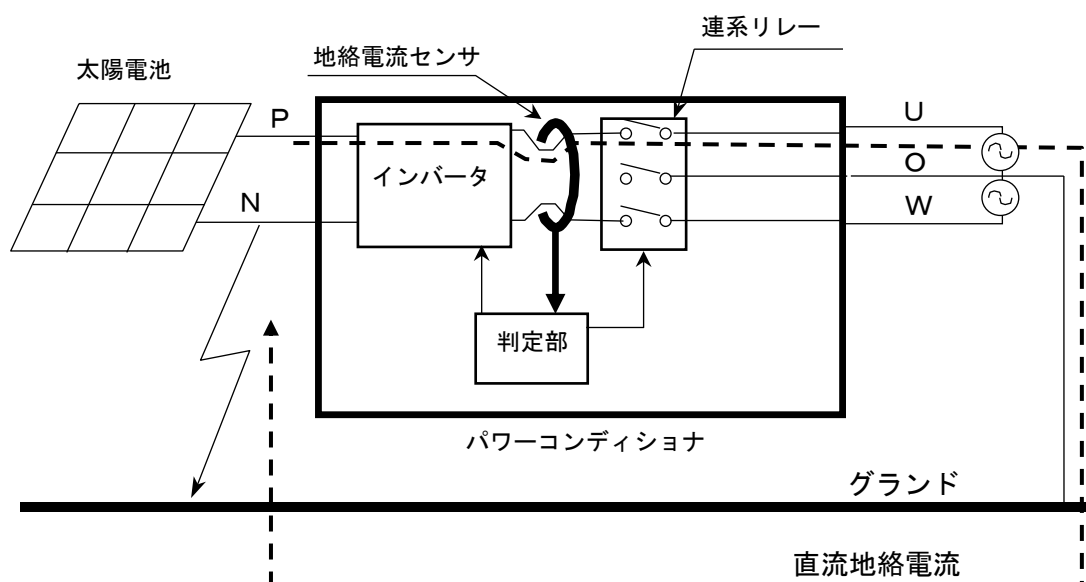 連系リレー
地絡電流センサ
太陽電池
P
U
インバータ
O
N
W
判定部
パワーコンディショナ
グランド
直流地絡電流